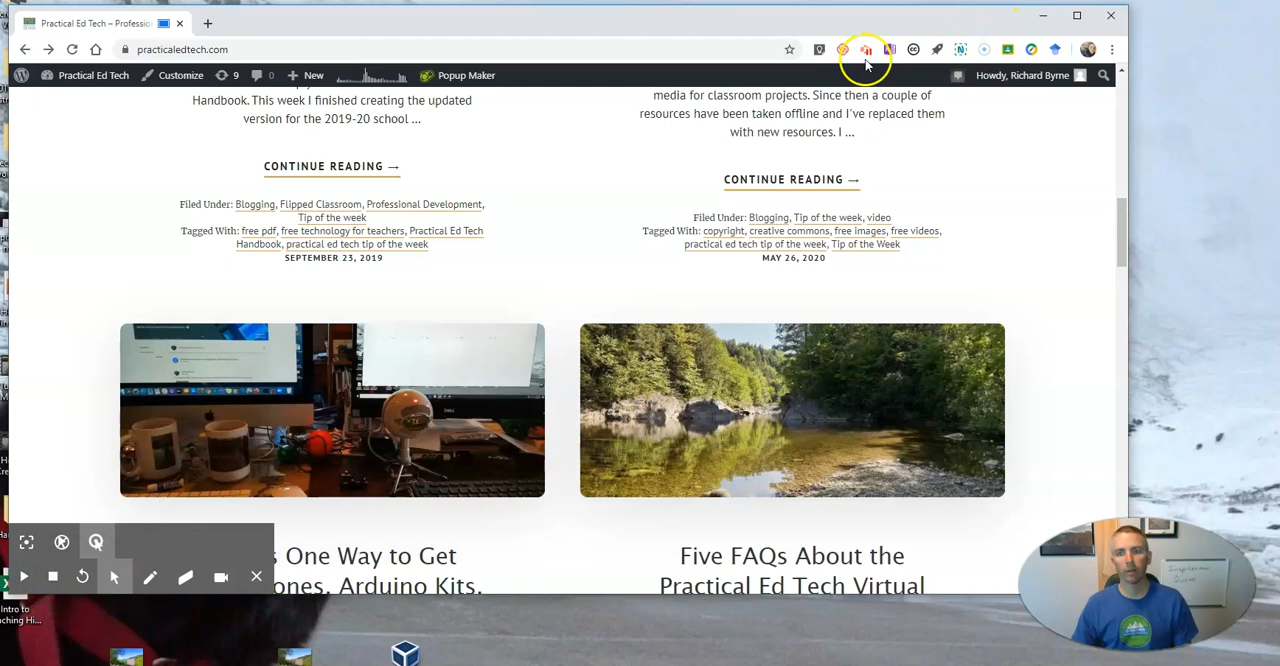 Practical Ed Tech – Professio
practicaledtech.com
Practical Ed Tech
Customize
9
0
New
Popup Maker
Howdy, Richard Byrne
Handbook. This week I finished creating the updated
version for the 2019-20 school ...
CONTINUE READING →
Filed Under: Blogging, Flipped Classroom, Professional Development,
Tip of the week
Tagged With: free pdf, free technology for teachers, Practical Ed Tech
Handbook, practical ed tech tip of the week
SEPTEMBER 23, 2019
media for classroom projects. Since then a couple of
resources have been taken offline and I've replaced them
with new resources. I ...
CONTINUE READING →
Filed Under: Blogging, Tip of the week, video
Tagged With: copyright, creative commons, free images, free videos,
practical ed tech tip of the week, Tip of the Week
MAY 26, 2020
s One Way to Get
ones, Arduino Kits,
Five FAQs About the
Practical Ed Tech Virtual
Intro to
ching Hi...
DELL